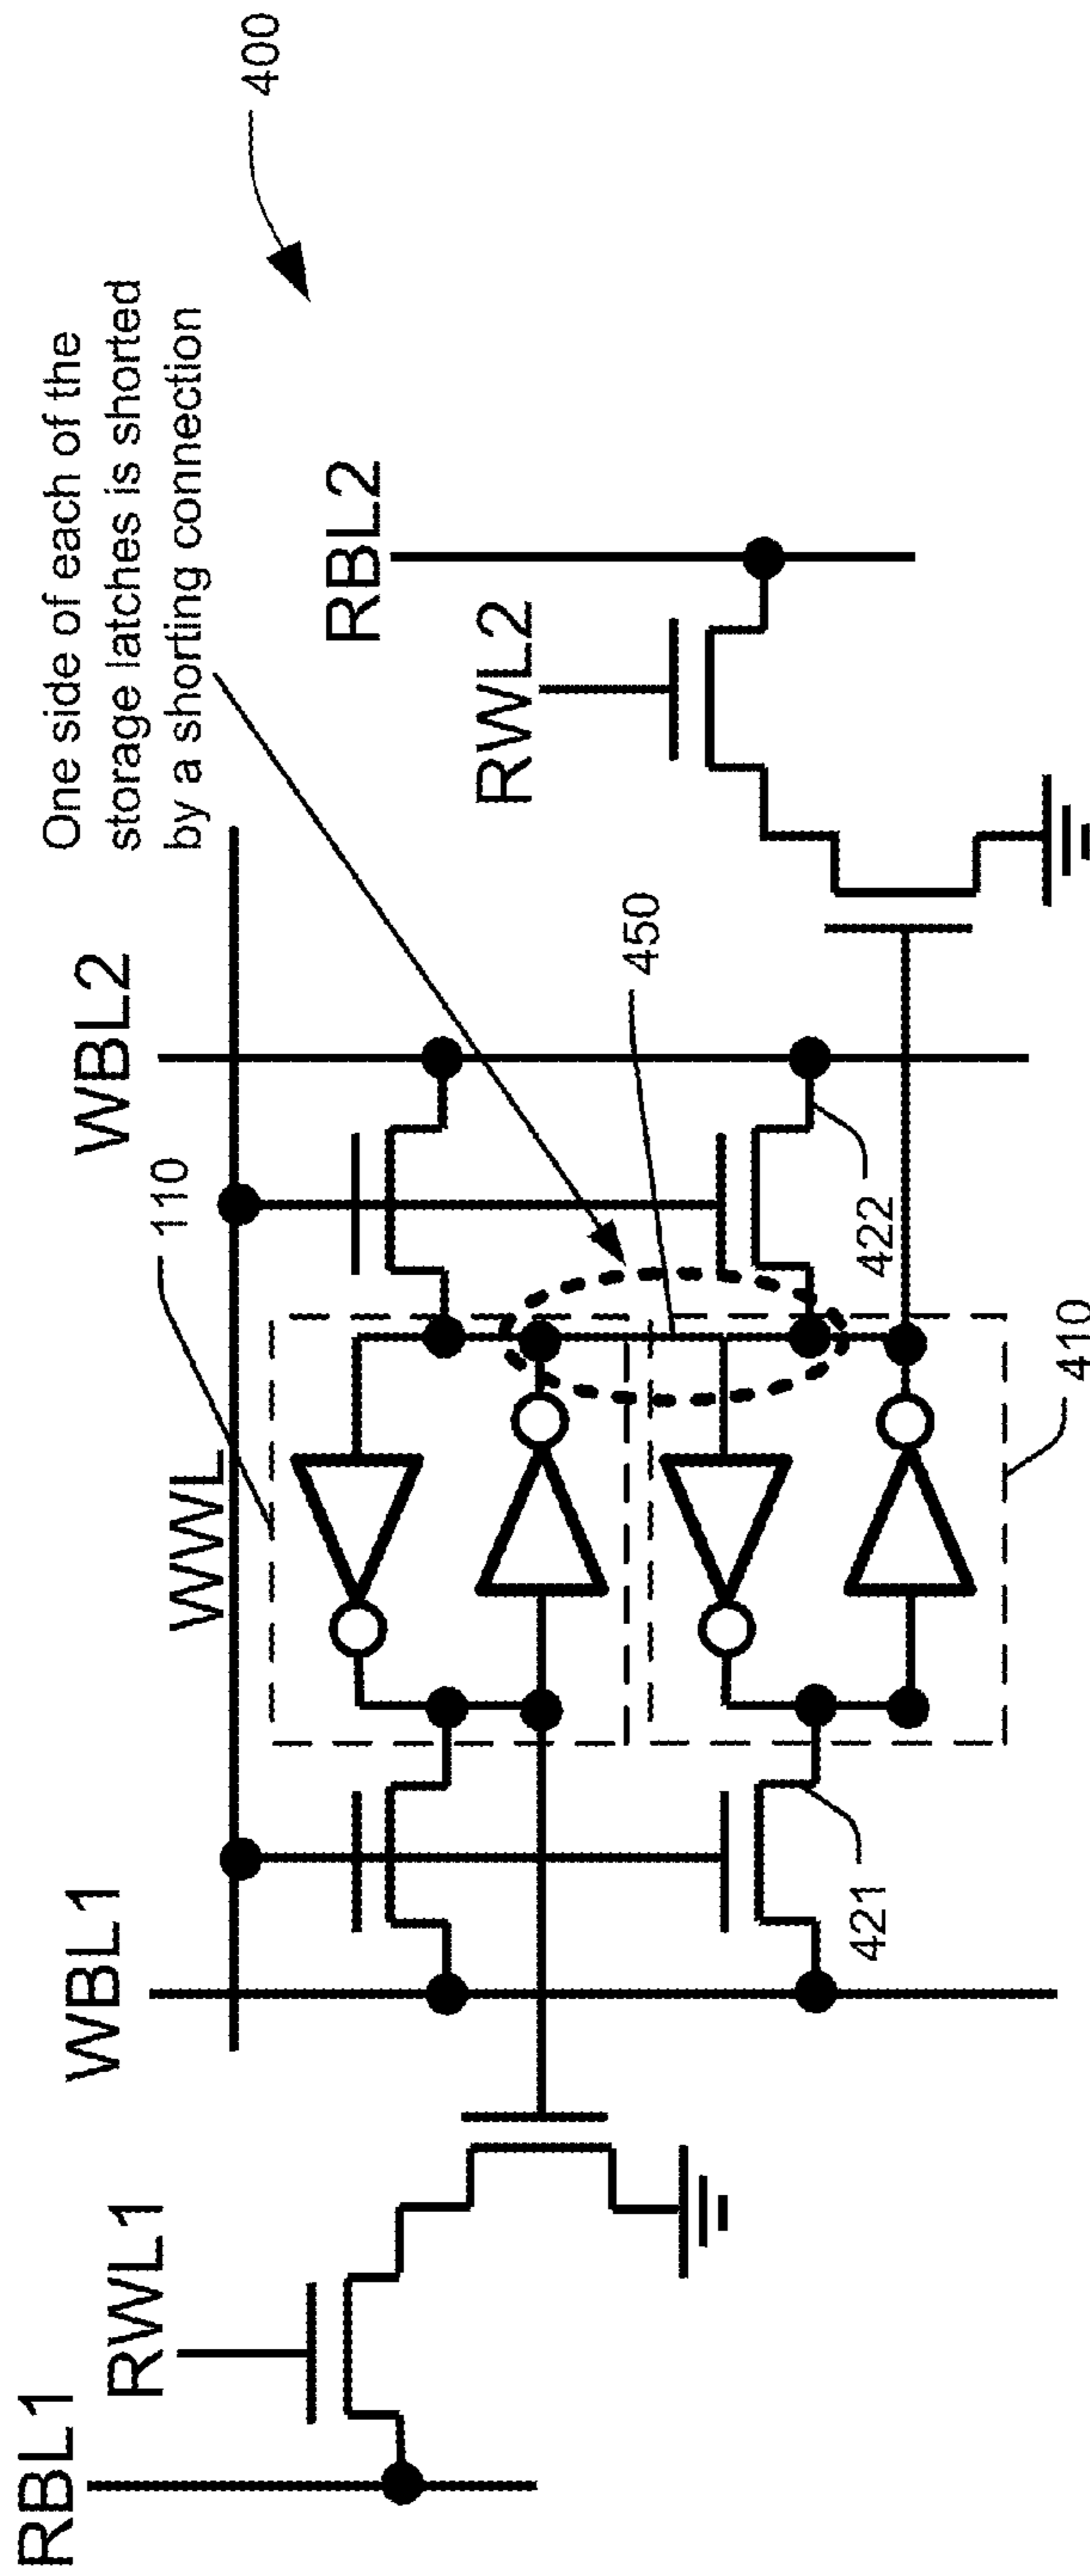 400
One side of each of the
storage latches is shorted
by a shorting connection
RBL1
RWL1
WBL1
WWL
110
WBL2
RWL2
RBL2
450
421
422
410